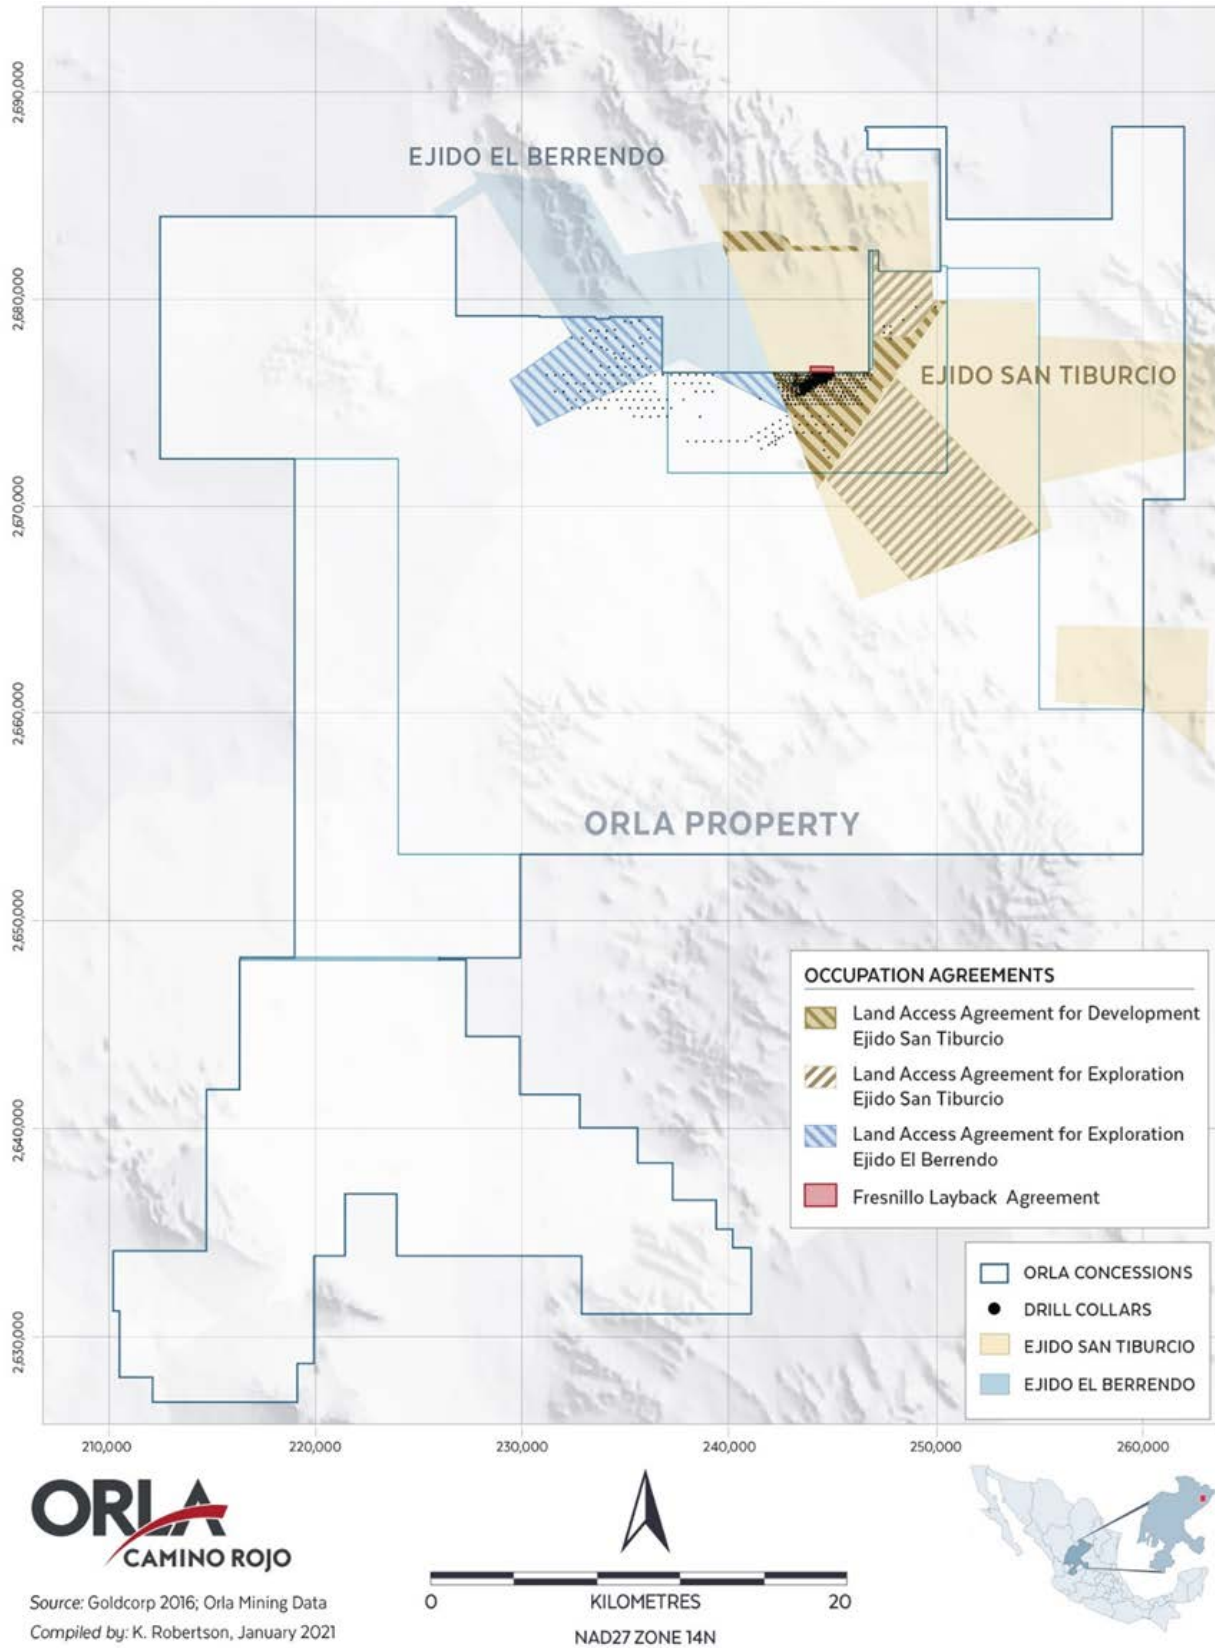 2,690,000
EJIDO EL BERRENDO
2,680,000
EJIDO SAN TIBURCIO
2,670,000
2,660,000
ORLA PROPERTY
2,650,000
OCCUPATION AGREEMENTS
Land Access Agreement for Development
Ejido San Tiburcio
Land Access Agreement for Exploration
Ejido San Tiburcio
2,640,000
Land Access Agreement for Exploration
Ejido El Berrendo
Fresnillo Layback Agreement
ORLA CONCESSIONS
DRILL COLLARS
2,630,000
EJIDO SAN TIBURCIO
EJIDO EL BERRENDO
210,000
220,000
230,000
240,000
250,000
260,000
ORLA
CAMINO ROJO
Source: Goldcorp 2016; Orla Mining Data
Compiled by: K. Robertson, January 2021
0
KILOMETRES
20
NAD27 ZONE 14N